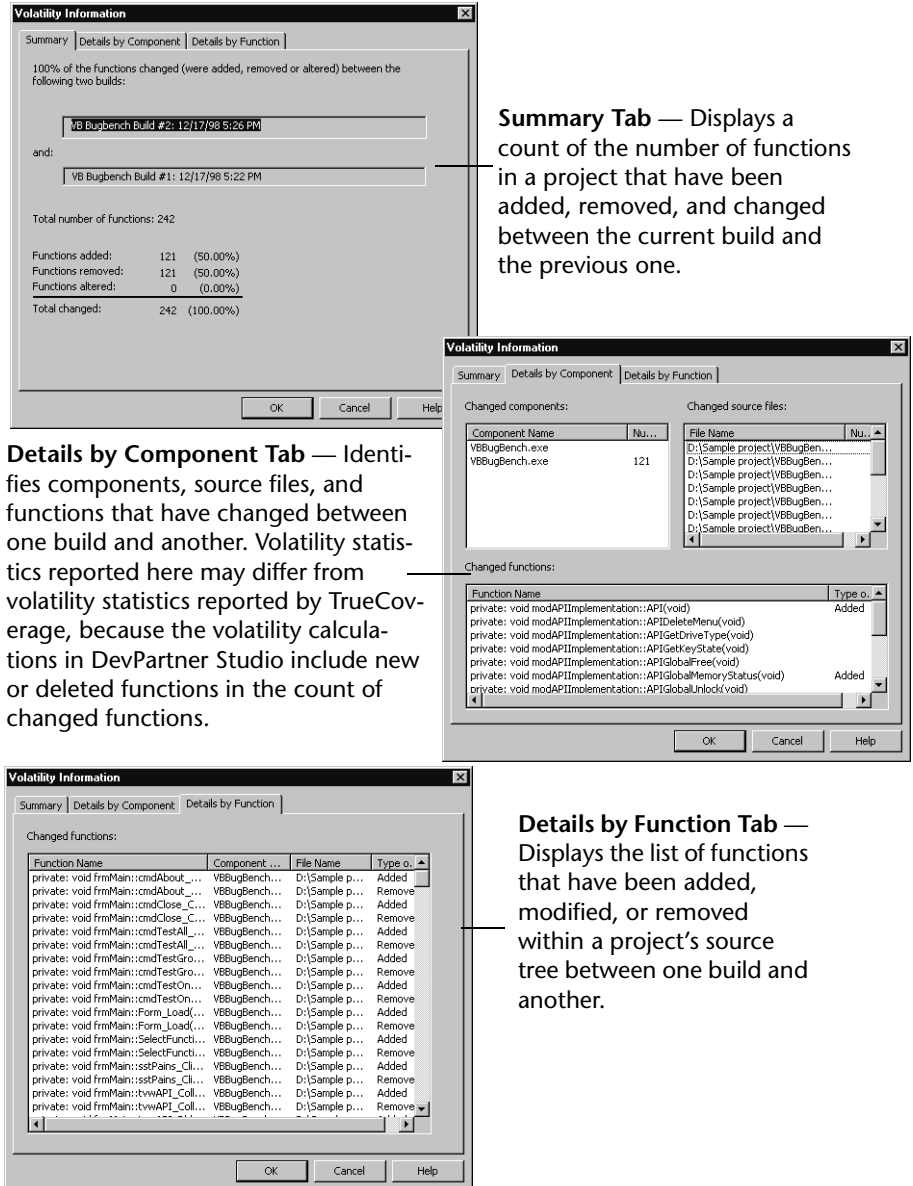 Volatility Information
Summary
Details by Component
Details by Function
100% of the functions changed (were added, removed or altered) between the
following two builds:
VB Bugbench Build #2: 12/17/98 5:26 PM
and:
VB Bugbench Build #1: 12/17/98 5:22 PM
Total number of functions: 242
Functions added: 121 (50.00%)
Functions removed: 121 (50.00%)
Functions altered: 0 (0.00%)
Total changed: 242 (100.00%)
OK Cancel Help
Summary Tab — Displays a
count of the number of functions
in a project that have been
added, removed, and changed
between the current build and
the previous one.
Volatility Information
Summary
Details by Component
Details by Function
Changed components:
Component Name Nu...
VBBugBench.exe
VBBugBench.exe 121
Changed source files:
File Name Nu...
D:\Sample project\VBBugBen...
D:\Sample project\VBBugBen...
D:\Sample project\VBBugBen...
D:\Sample project\VBBugBen...
D:\Sample project\VBBugBen...
D:\Sample project\VBBugBen...
D:\Sample project\VBBugBen...
Changed functions:
Function Name Type o.
private: void modAPIImplementation::API(void) Added
private: void modAPIImplementation::APIDeleteMenu(void)
private: void modAPIImplementation::APIGetDriveType(void)
private: void modAPIImplementation::APIGetKeyState(void)
private: void modAPIImplementation::APIGlobalFree(void)
private: void modAPIImplementation::APIGlobalMemoryStatus(void) Added
private: void modAPIImplementation::APIGlobalUnlock(void)
OK Cancel Help
Details by Component Tab — Identi-
fies components, source files, and
functions that have changed between
one build and another. Volatility statis-
tics reported here may differ from
volatility statistics reported by TrueCov-
erage, because the volatility calcula-
tions in DevPartner Studio include new
or deleted functions in the count of
changed functions.
Volatility Information
Summary
Details by Component
Details by Function
Changed functions:
Function Name Component ... File Name Type o.
private: void frmMain::cmdAbout_... VBBugBench... D:\Sample p... Added
private: void frmMain::cmdAbout_... VBBugBench... D:\Sample p... Remove
private: void frmMain::cmdClose_C... VBBugBench... D:\Sample p... Added
private: void frmMain::cmdClose_C... VBBugBench... D:\Sample p... Remove
private: void frmMain::cmdTestAll_... VBBugBench... D:\Sample p... Added
private: void frmMain::cmdTestAll_... VBBugBench... D:\Sample p... Remove
private: void frmMain::cmdTestGro... VBBugBench... D:\Sample p... Added
private: void frmMain::cmdTestGro... VBBugBench... D:\Sample p... Remove
private: void frmMain::cmdTestOn... VBBugBench... D:\Sample p... Added
private: void frmMain::cmdTestOn... VBBugBench... D:\Sample p... Remove
private: void frmMain::Form_Load(... VBBugBench... D:\Sample p... Added
private: void frmMain::Form_Load(... VBBugBench... D:\Sample p... Remove
private: void frmMain::SelectFuncti... VBBugBench... D:\Sample p... Added
private: void frmMain::SelectFuncti... VBBugBench... D:\Sample p... Remove
private: void frmMain::sstPains_Cli... VBBugBench... D:\Sample p... Added
private: void frmMain::sstPains_Cli... VBBugBench... D:\Sample p... Remove
private: void frmMain::tvwAPI_Coll... VBBugBench... D:\Sample p... Added
private: void frmMain::tvwAPI_Coll... VBBugBench... D:\Sample p... Remove
OK Cancel Help
Details by Function Tab —
Displays the list of functions
that have been added,
modified, or removed
within a project's source
tree between one build and
another.